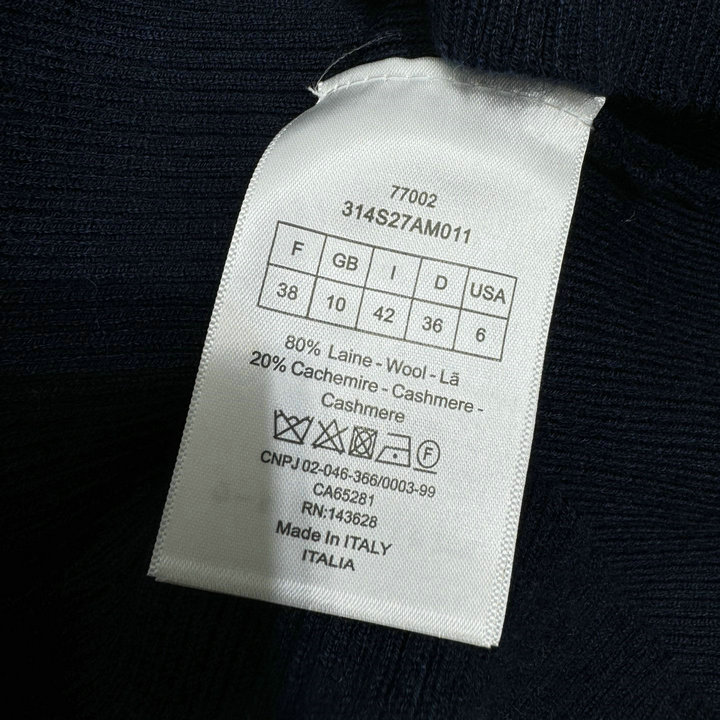 77002
314S27AM011
F GB I D USA
38 10 42 36 6
80% Laine - Wool - Lã
20% Cachemire - Cashmere -
Cashmere
F
CNPJ 02-046-366/0003-99
CA65281
RN:143628
Made In ITALY
ITALIA